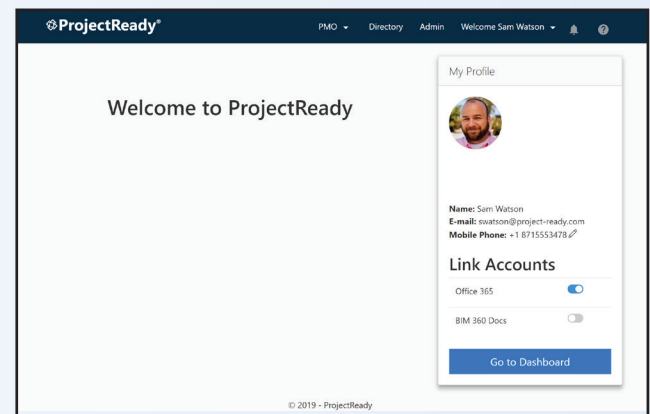 ProjectReady®
PMO Directory Admin Welcome Sam Watson
My Profile
Welcome to ProjectReady
Name: Sam Watson
E-mail: swatson@project-ready.com
Mobile Phone: +1 8715553478
Link Accounts
Office 365
BIM 360 Docs
Go to Dashboard
© 2019 - ProjectReady